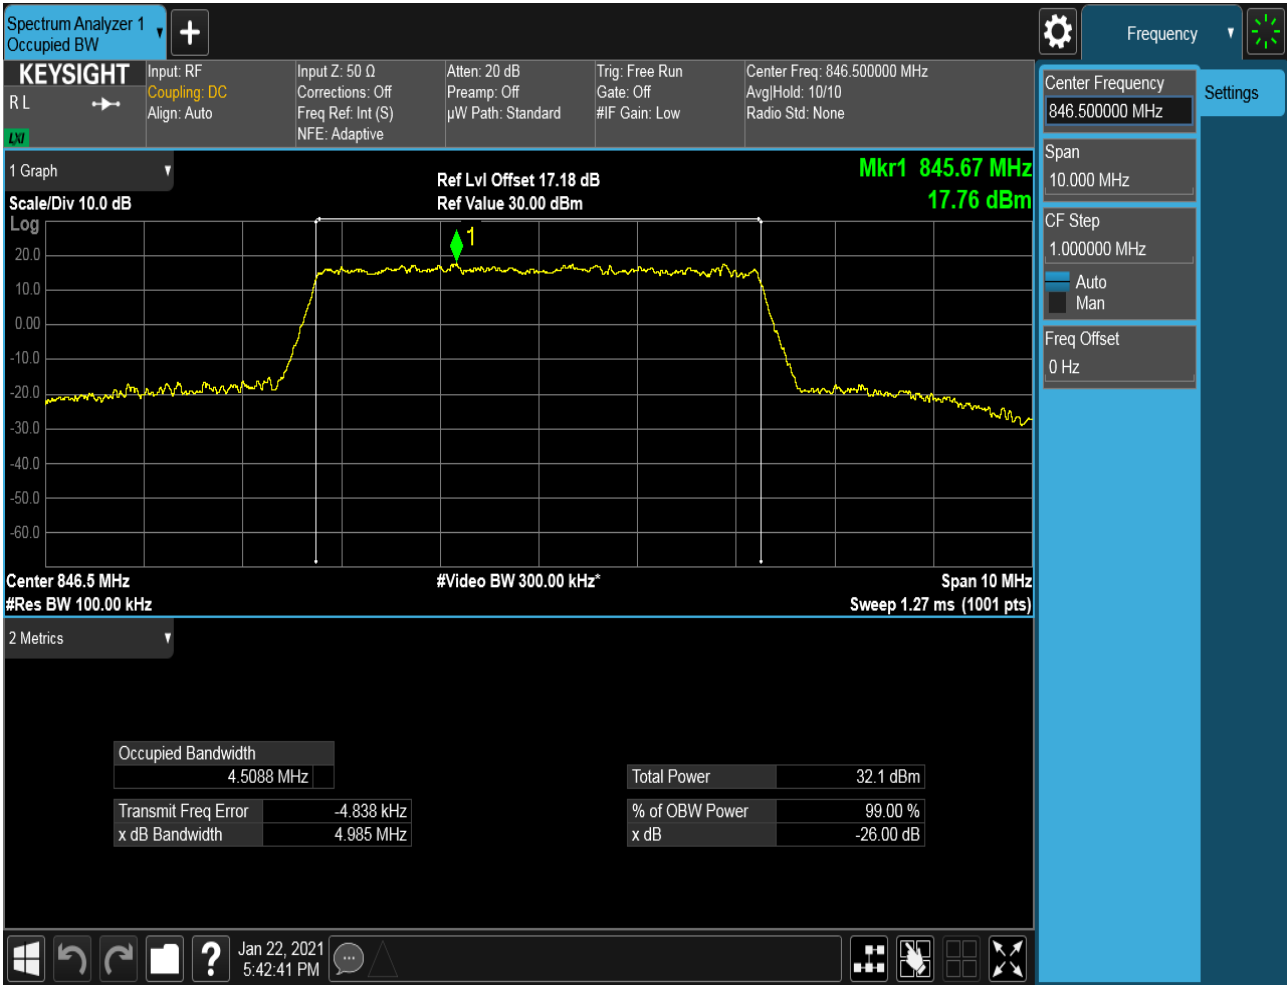 Spectrum Analyzer 1
Occupied BW
+
Frequency
KEYSIGHT
R L
LXI
Input: RF
Coupling: DC
Align: Auto
Input Z: 50 Ω
Corrections: Off
Freq Ref: Int (S)
NFE: Adaptive
Atten: 20 dB
Preamp: Off
µW Path: Standard
Trig: Free Run
Gate: Off
#IF Gain: Low
Center Freq: 846.500000 MHz
Avg|Hold: 10/10
Radio Std: None
Center Frequency
846.500000 MHz
Settings
Span
10.000 MHz
CF Step
1.000000 MHz
Auto
Man
Freq Offset
0 Hz
1 Graph
Scale/Div 10.0 dB
Ref Lvl Offset 17.18 dB
Ref Value 30.00 dBm
Mkr1 845.67 MHz
17.76 dBm
Log
1
20.0
10.0
0.00
-10.0
-20.0
-30.0
-40.0
-50.0
-60.0
Center 846.5 MHz
#Video BW 300.00 kHz*
Span 10 MHz
#Res BW 100.00 kHz
Sweep 1.27 ms (1001 pts)
2 Metrics
Occupied Bandwidth
4.5088 MHz
Total Power 32.1 dBm
Transmit Freq Error -4.838 kHz
% of OBW Power 99.00 %
x dB Bandwidth 4.985 MHz
x dB -26.00 dB
?
Jan 22, 2021
5:42:41 PM